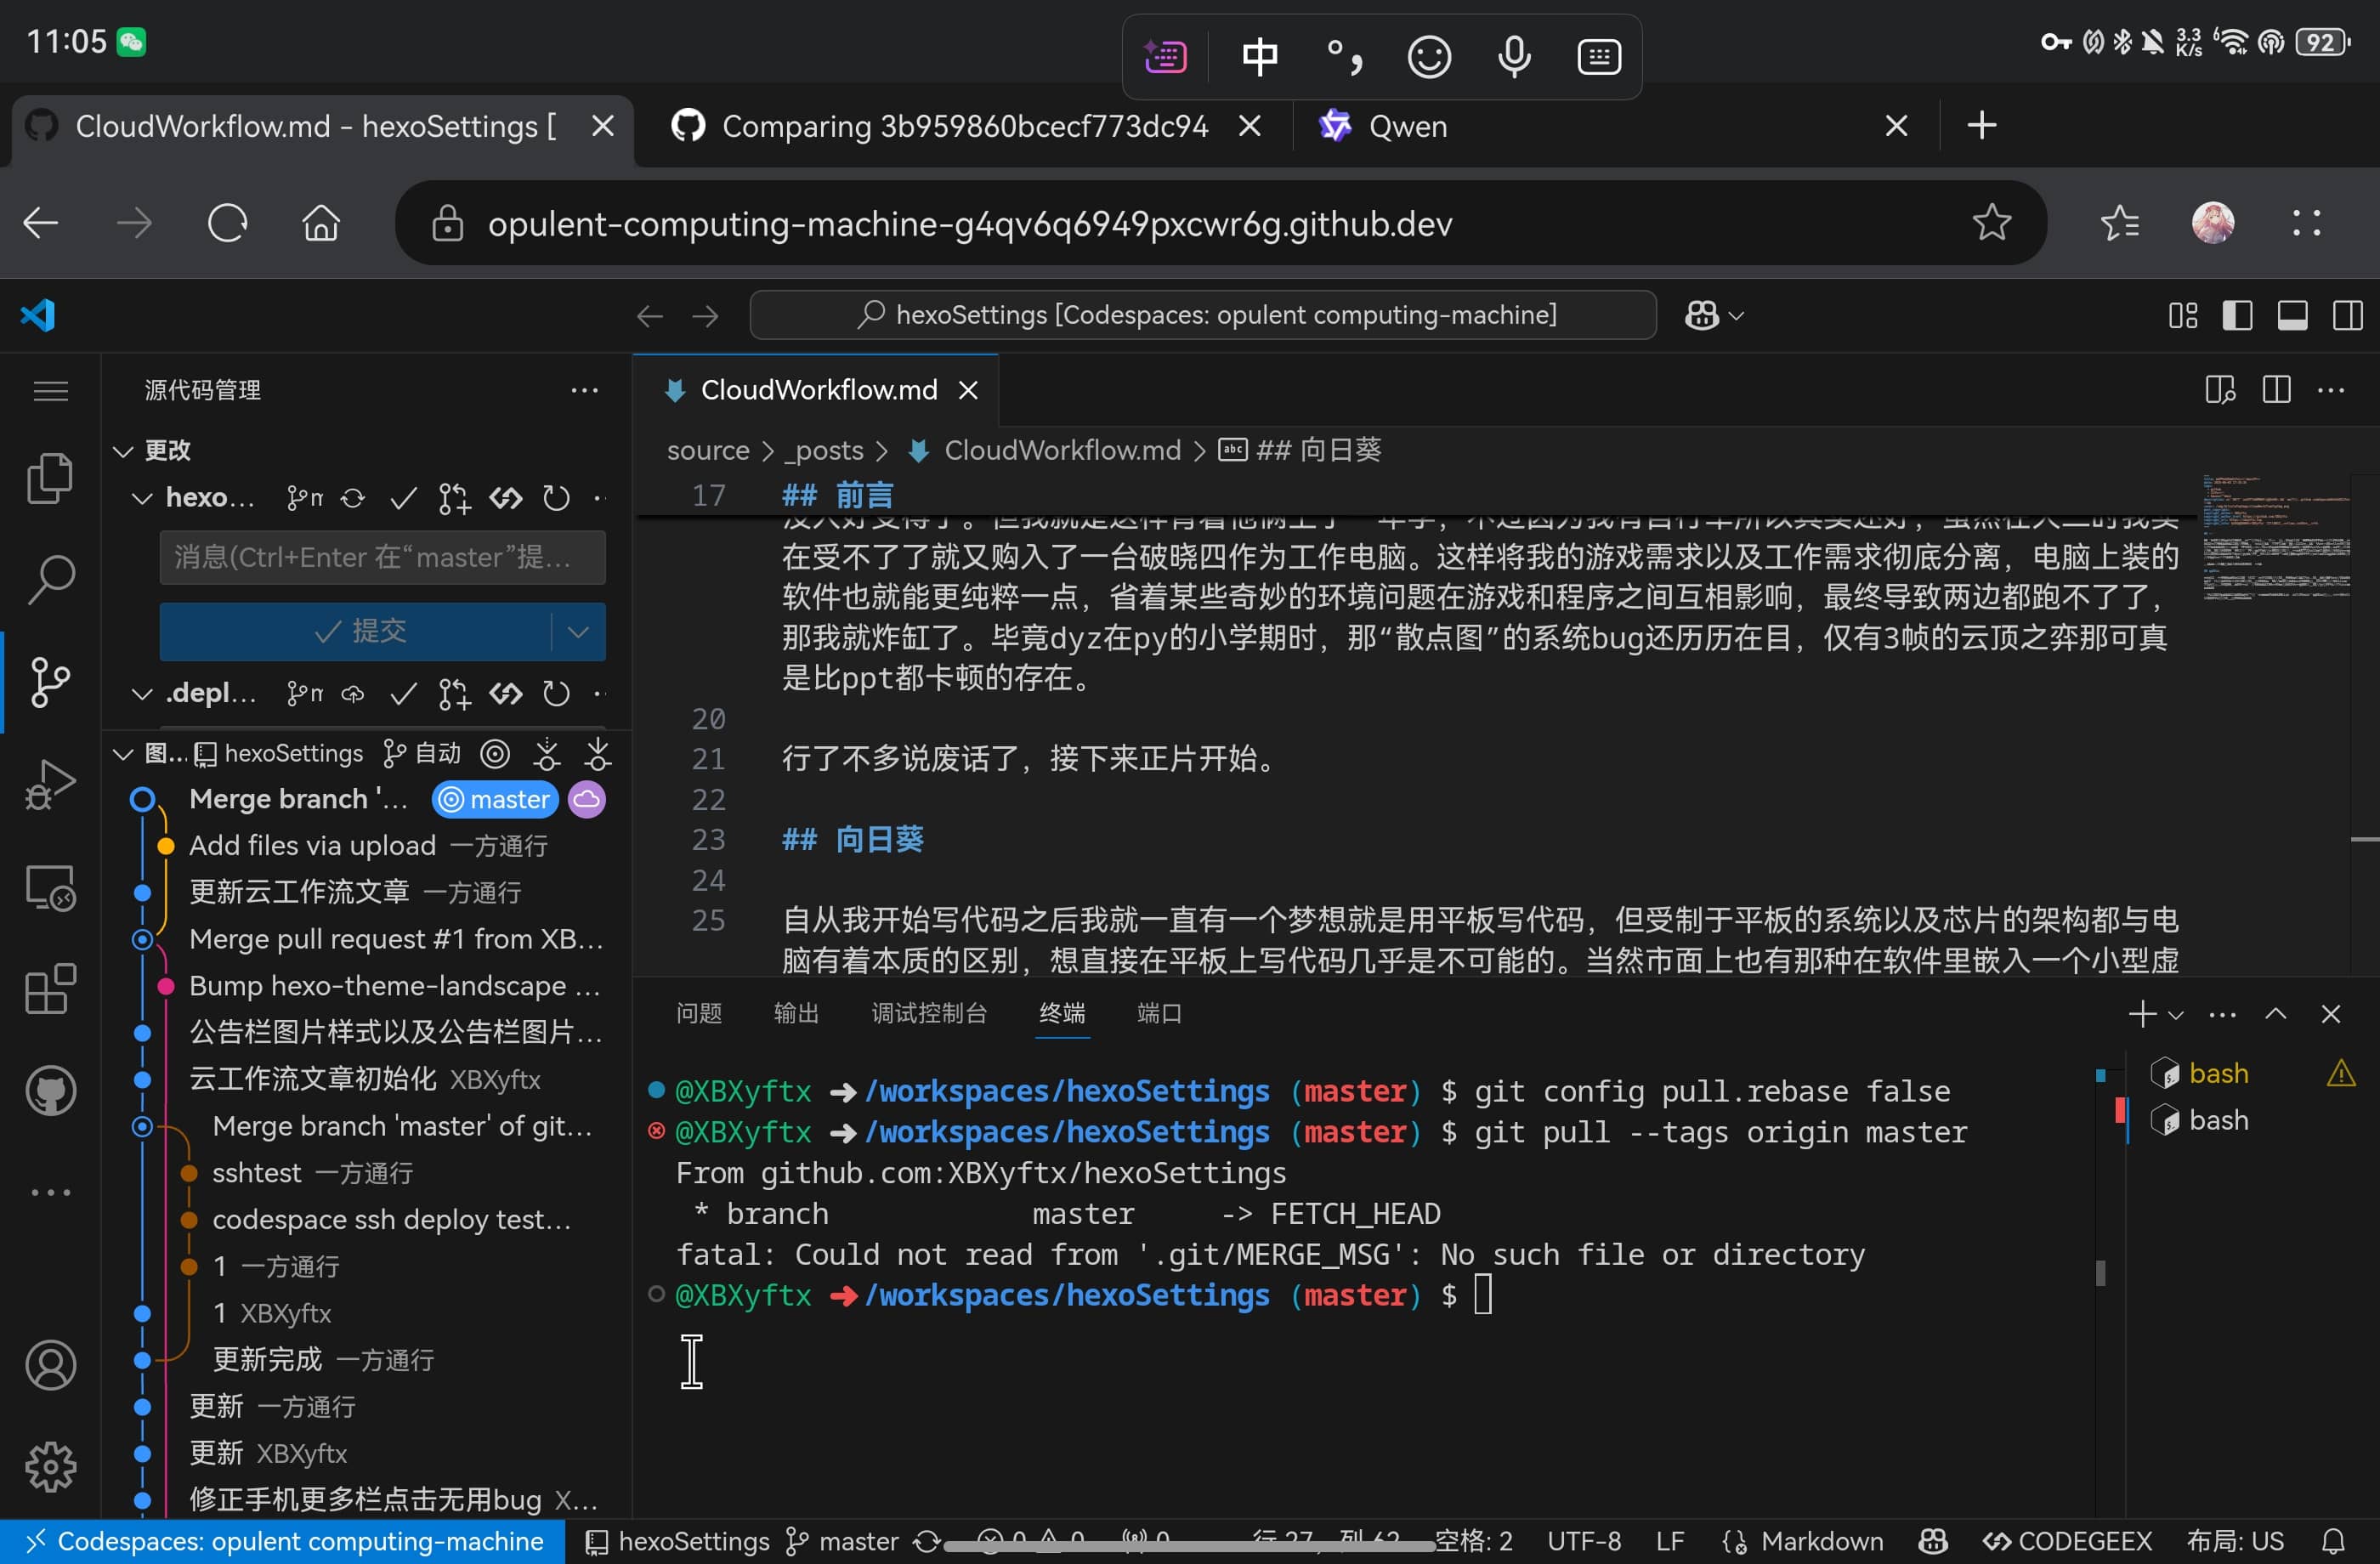 11:05
中
3.3 K/s
6
92
CloudWorkflow.md - hexoSettings [
Comparing 3b959860bcecf773dc94
Qwen
opulent-computing-machine-g4qv6q6949pxcwr6g.github.dev
hexoSettings [Codespaces: opulent computing-machine]
源代码管理
更改
hexo...
消息(Ctrl+Enter 在“master”提...
提交
.depl...
图... hexoSettings 自动
Merge branch '... master
Add files via upload 一方通行
更新云工作流文章 一方通行
Merge pull request #1 from XB...
Bump hexo-theme-landscape ...
公告栏图片样式以及公告栏图片...
云工作流文章初始化 XBXyftx
Merge branch 'master' of git...
sshtest 一方通行
codespace ssh deploy test...
1 一方通行
1 XBXyftx
更新完成 一方通行
更新 一方通行
更新 XBXyftx
修正手机更多栏点击无用bug X...
CloudWorkflow.md
source > _posts > CloudWorkflow.md > ## 向日葵
17 ## 前言
在受不了了就又购入了一台破晓四作为工作电脑。这样将我的游戏需求以及工作需求彻底分离，电脑上装的
软件也就能更纯粹一点，省着某些奇妙的环境问题在游戏和程序之间互相影响，最终导致两边都跑不了了，
那我就炸缸了。毕竟dyz在py的小学期时，那“散点图”的系统bug还历历在目，仅有3帧的云顶之弈那可真
是比ppt都卡顿的存在。
20
21 行了不多说废话了，接下来正片开始。
22
23 ## 向日葵
24
25 自从我开始写代码之后我就一直有一个梦想就是用平板写代码，但受制于平板的系统以及芯片的架构都与电
脑有着本质的区别，想直接在平板上写代码几乎是不可能的。当然市面上也有那种在软件里嵌入一个小型虚
问题 输出 调试控制台 终端 端口
@XBXyftx ➜ /workspaces/hexoSettings (master) $ git config pull.rebase false
@XBXyftx ➜ /workspaces/hexoSettings (master) $ git pull --tags origin master
From github.com:XBXyftx/hexoSettings
 * branch            master     -> FETCH_HEAD
fatal: Could not read from '.git/MERGE_MSG': No such file or directory
@XBXyftx ➜ /workspaces/hexoSettings (master) $
bash
bash
Codespaces: opulent computing-machine hexoSettings master 0 0 0 行 27，列 62 空格: 2 UTF-8 LF Markdown CODEGEEX 布局: US